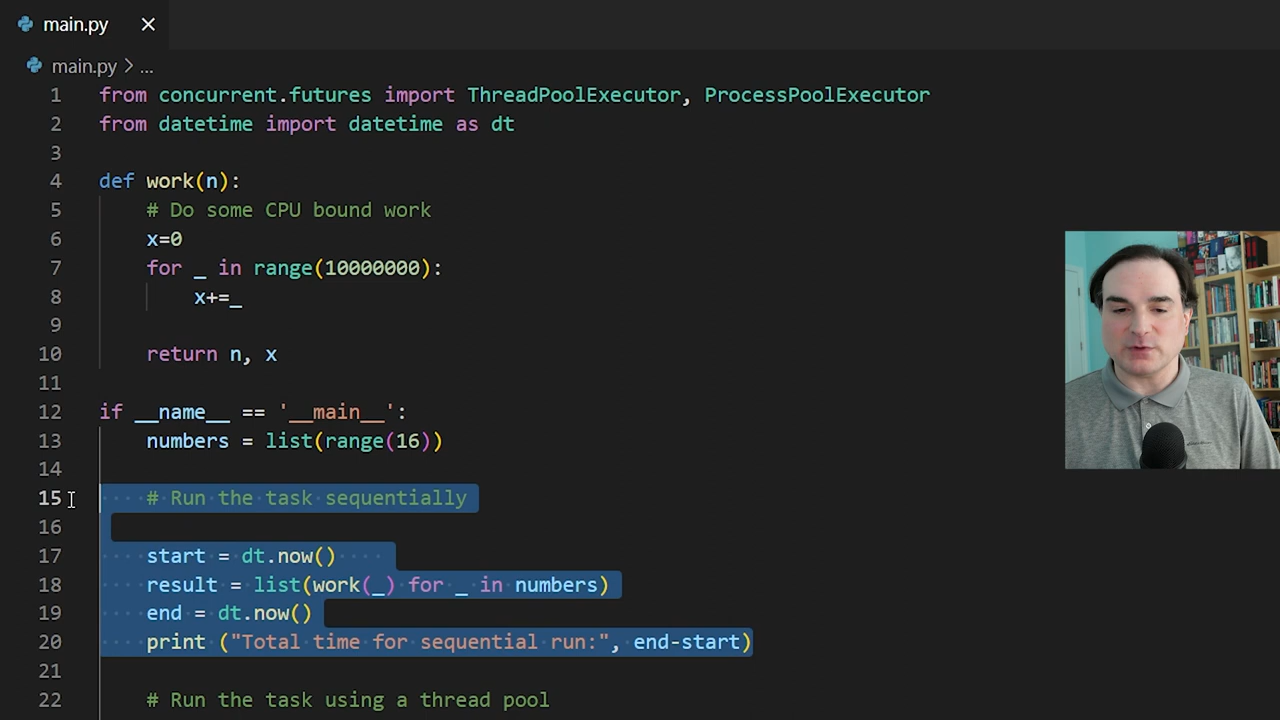 main.py
main.py > ...
1 from concurrent.futures import ThreadPoolExecutor, ProcessPoolExecutor
2 from datetime import datetime as dt
3
4 def work(n):
5     # Do some CPU bound work
6     x=0
7     for _ in range(10000000):
8         x+=_
9
10     return n, x
11
12 if __name__ == '__main__':
13     numbers = list(range(16))
14
15     # Run the task sequentially
16
17     start = dt.now()
18     result = list(work(_) for _ in numbers)
19     end = dt.now()
20     print ("Total time for sequential run:", end-start)
21
22     # Run the task using a thread pool